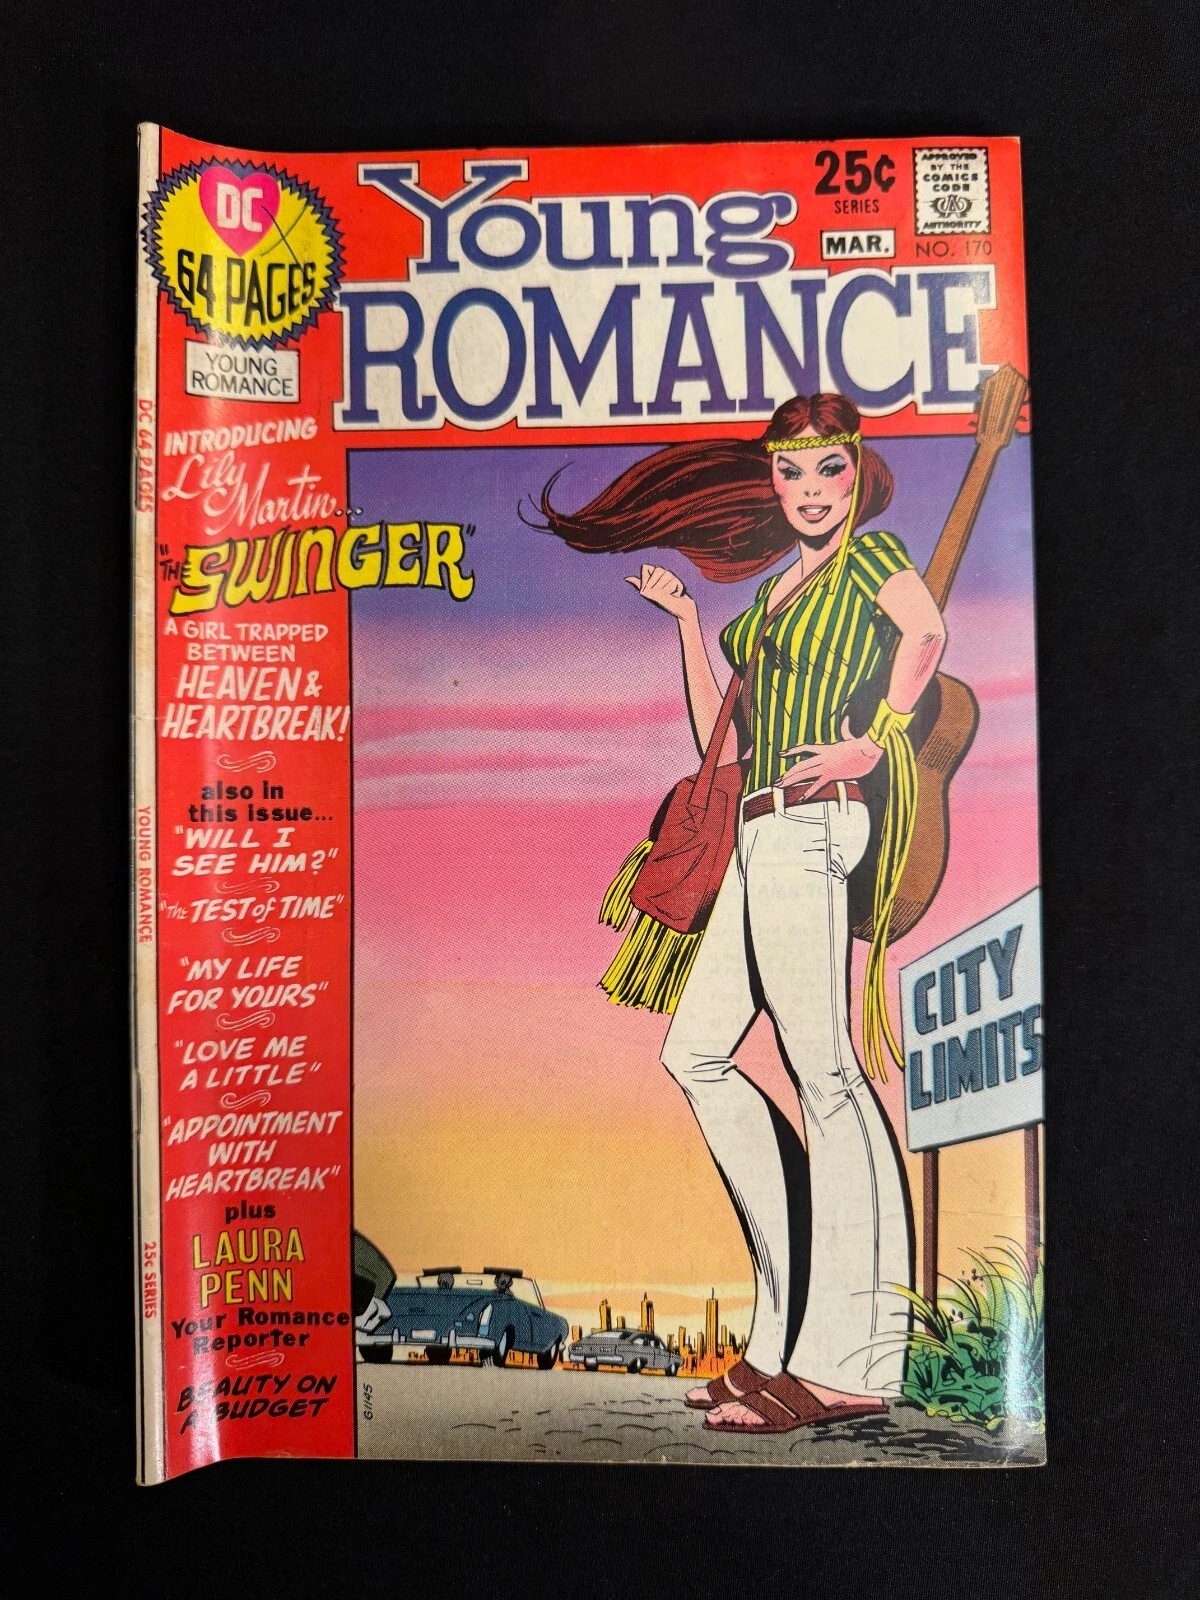 DC
64 PAGES
YOUNG
ROMANCE
Young
ROMANCE
25¢
SERIES
MAR.
APPROVED
BY THE
COMICS
CODE
CA
AUTHORITY
NO. 170
INTRODUCING
Lily
Martin...
"THE SWINGER"
A GIRL TRAPPED
BETWEEN
HEAVEN &
HEARTBREAK!
also in
this issue...
"WILL I
SEE HIM?"
"The TEST of TIME"
"MY LIFE
FOR YOURS"
"LOVE ME
A LITTLE"
"APPOINTMENT
WITH
HEARTBREAK"
plus
LAURA
PENN
Your Romance
Reporter
BEAUTY ON
A BUDGET
CITY
LIMITS
G1145
DC 64 PAGES
YOUNG ROMANCE
25¢ SERIES